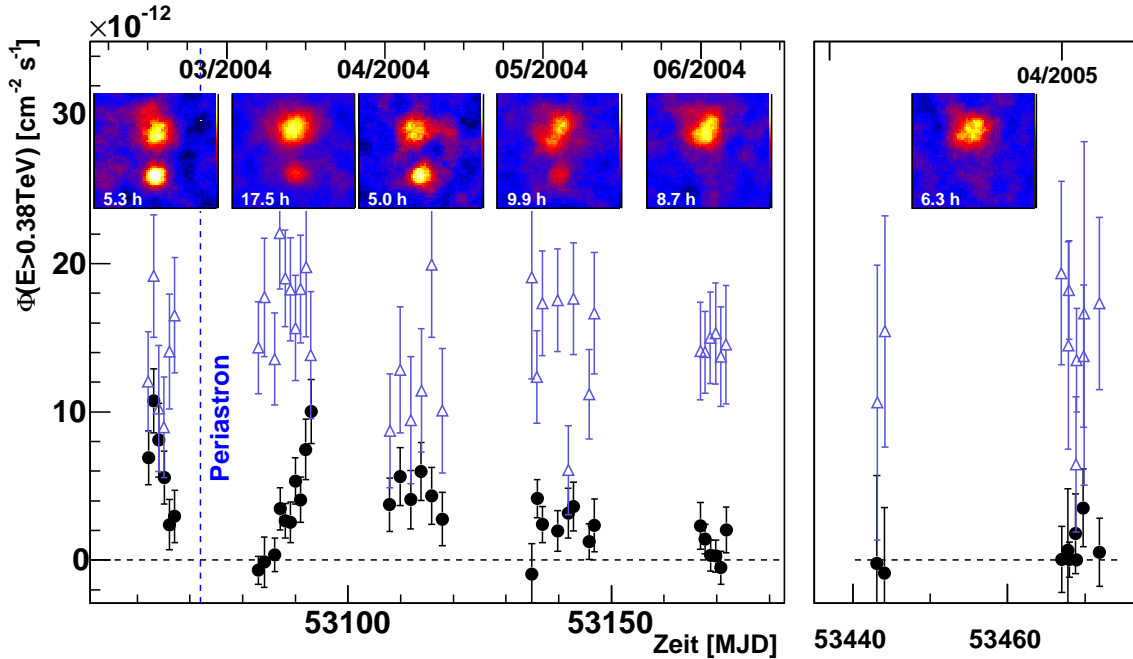 ×10⁻¹²
Φ(E>0.38TeV) [cm⁻² s⁻¹]
03/2004 04/2004 05/2004 06/2004 04/2005
30
5.3 h 17.5 h 5.0 h 9.9 h 8.7 h 6.3 h
20
Periastron
10
0
53100 53150 53440 53460
Zeit [MJD]